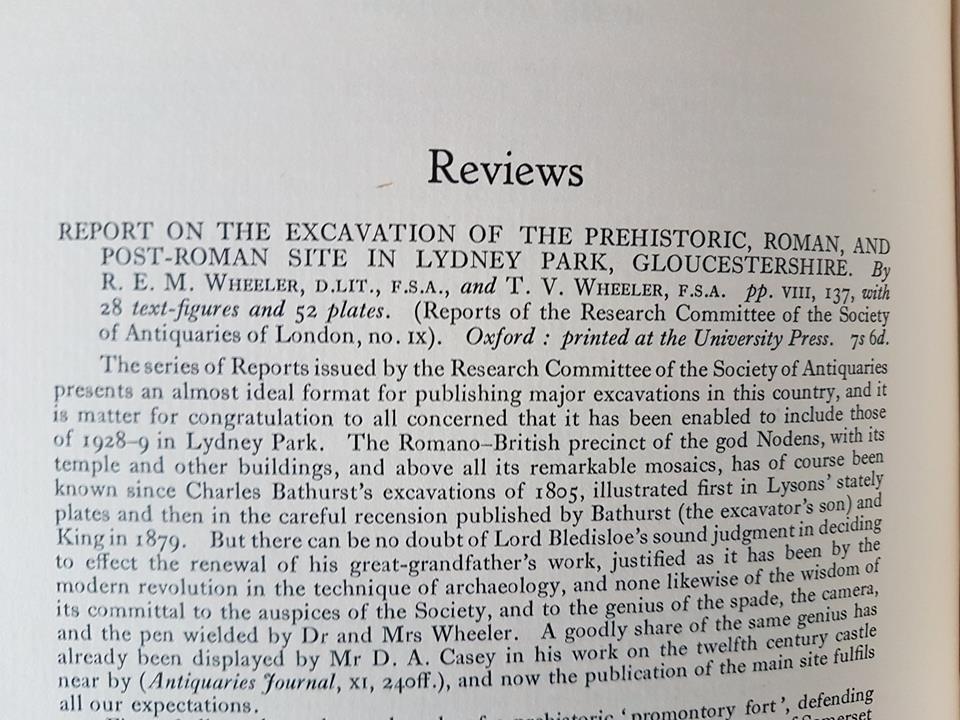 Reviews
REPORT ON THE EXCAVATION OF THE PREHISTORIC, ROMAN, AND
POST-ROMAN SITE IN LYDNEY PARK, GLOUCESTERSHIRE. By
R. E. M. WHEELER, D.LIT., F.S.A., and T. V. WHEELER, F.S.A. pp. VIII, 137, with
28 text-figures and 52 plates. (Reports of the Research Committee of the Society
of Antiquaries of London, no. IX). Oxford : printed at the University Press. 7s 6d.
The series of Reports issued by the Research Committee of the Society of Antiquaries
presents an almost ideal format for publishing major excavations in this country, and it
is matter for congratulation to all concerned that it has been enabled to include those
of 1928–9 in Lydney Park. The Romano–British precinct of the god Nodens, with its
temple and other buildings, and above all its remarkable mosaics, has of course been
known since Charles Bathurst's excavations of 1805, illustrated first in Lysons' stately
plates and then in the careful recension published by Bathurst (the excavator's son) and
King in 1879. But there can be no doubt of Lord Bledisloe's sound judgment in deciding
to effect the renewal of his great-grandfather's work, justified as it has been by the
modern revolution in the technique of archaeology, and none likewise of the wisdom of
its committal to the auspices of the Society, and to the genius of the spade, the camera,
and the pen wielded by Dr and Mrs Wheeler. A goodly share of the same genius has
already been displayed by Mr D. A. Casey in his work on the twelfth century castle
near by (Antiquaries Journal, XI, 240ff.), and now the publication of the main site fulfils
all our expectations.
prehistoric 'promontory fort', defending
Somerset